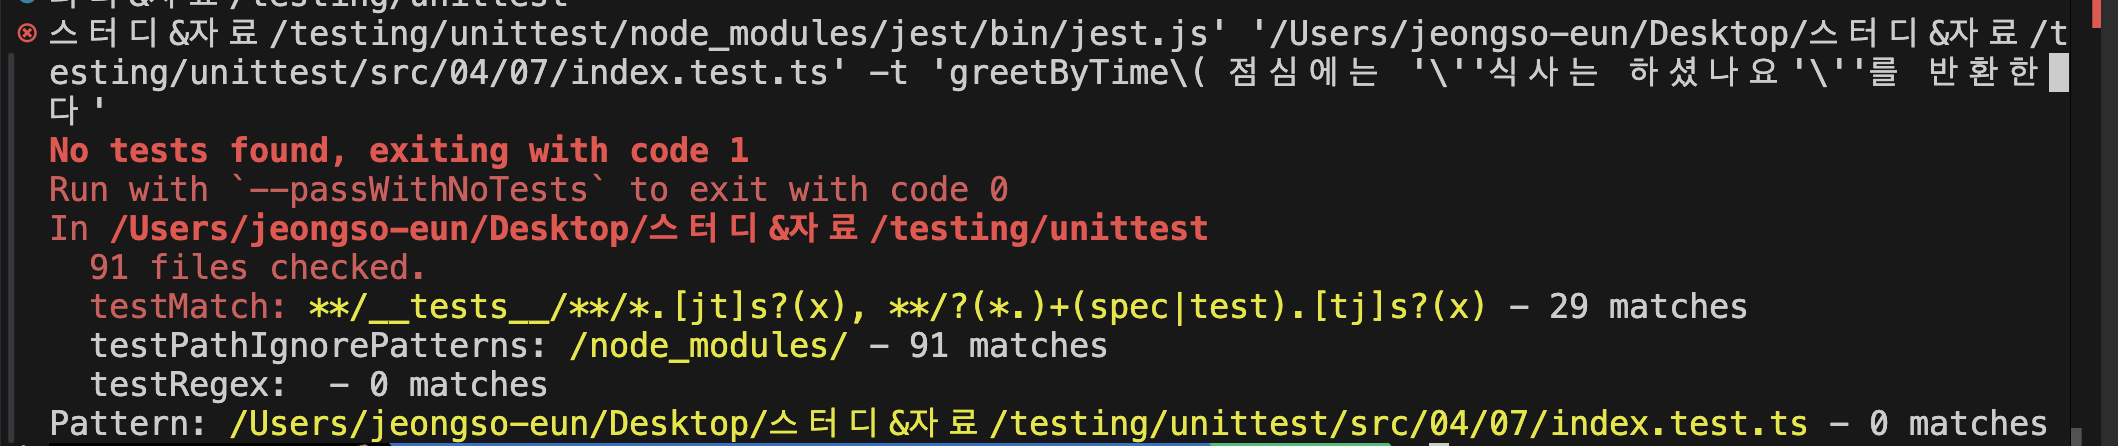 스터디&자료/testing/unittest/node_modules/jest/bin/jest.js' '/Users/jeongso-eun/Desktop/스터디&자료/t
esting/unittest/src/04/07/index.test.ts' -t 'greetByTime\( 점심에는 '\''식사는 하셨나요'\''를 반환한
다'
No tests found, exiting with code 1
Run with `--passWithNoTests` to exit with code 0
In /Users/jeongso-eun/Desktop/스터디&자료/testing/unittest
  91 files checked.
  testMatch: **/__tests__/**/*.[jt]s?(x), **/?(*.)+(spec|test).[tj]s?(x) - 29 matches
  testPathIgnorePatterns: /node_modules/ - 91 matches
  testRegex:  - 0 matches
Pattern: /Users/jeongso-eun/Desktop/스터디&자료/testing/unittest/src/04/07/index.test.ts - 0 matches